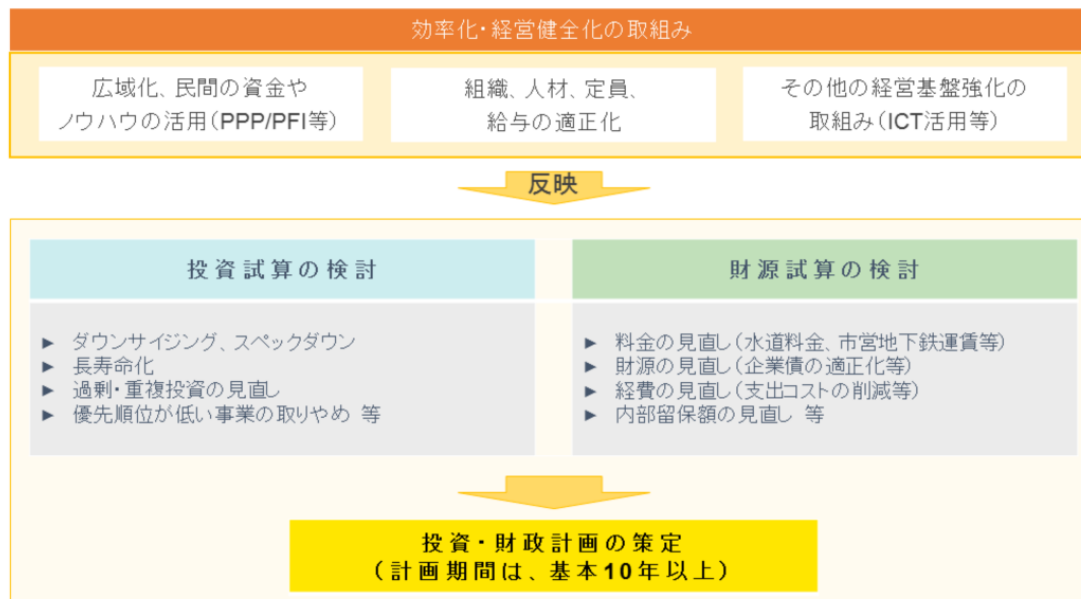 効率化・経営健全化の取組み
広域化、民間の資金や
ノウハウの活用（PPP/PFI等）
組織、人材、定員、
給与の適正化
その他の経営基盤強化の
取組み（ICT活用等）
反映
投資試算の検討
► ダウンサイジング、スペックダウン
► 長寿命化
► 過剰・重複投資の見直し
► 優先順位が低い事業の取りやめ 等
財源試算の検討
► 料金の見直し（水道料金、市営地下鉄運賃等）
► 財源の見直し（企業債の適正化等）
► 経費の見直し（支出コストの削減等）
► 内部留保額の見直し 等
投資・財政計画の策定
（計画期間は、基本10年以上）